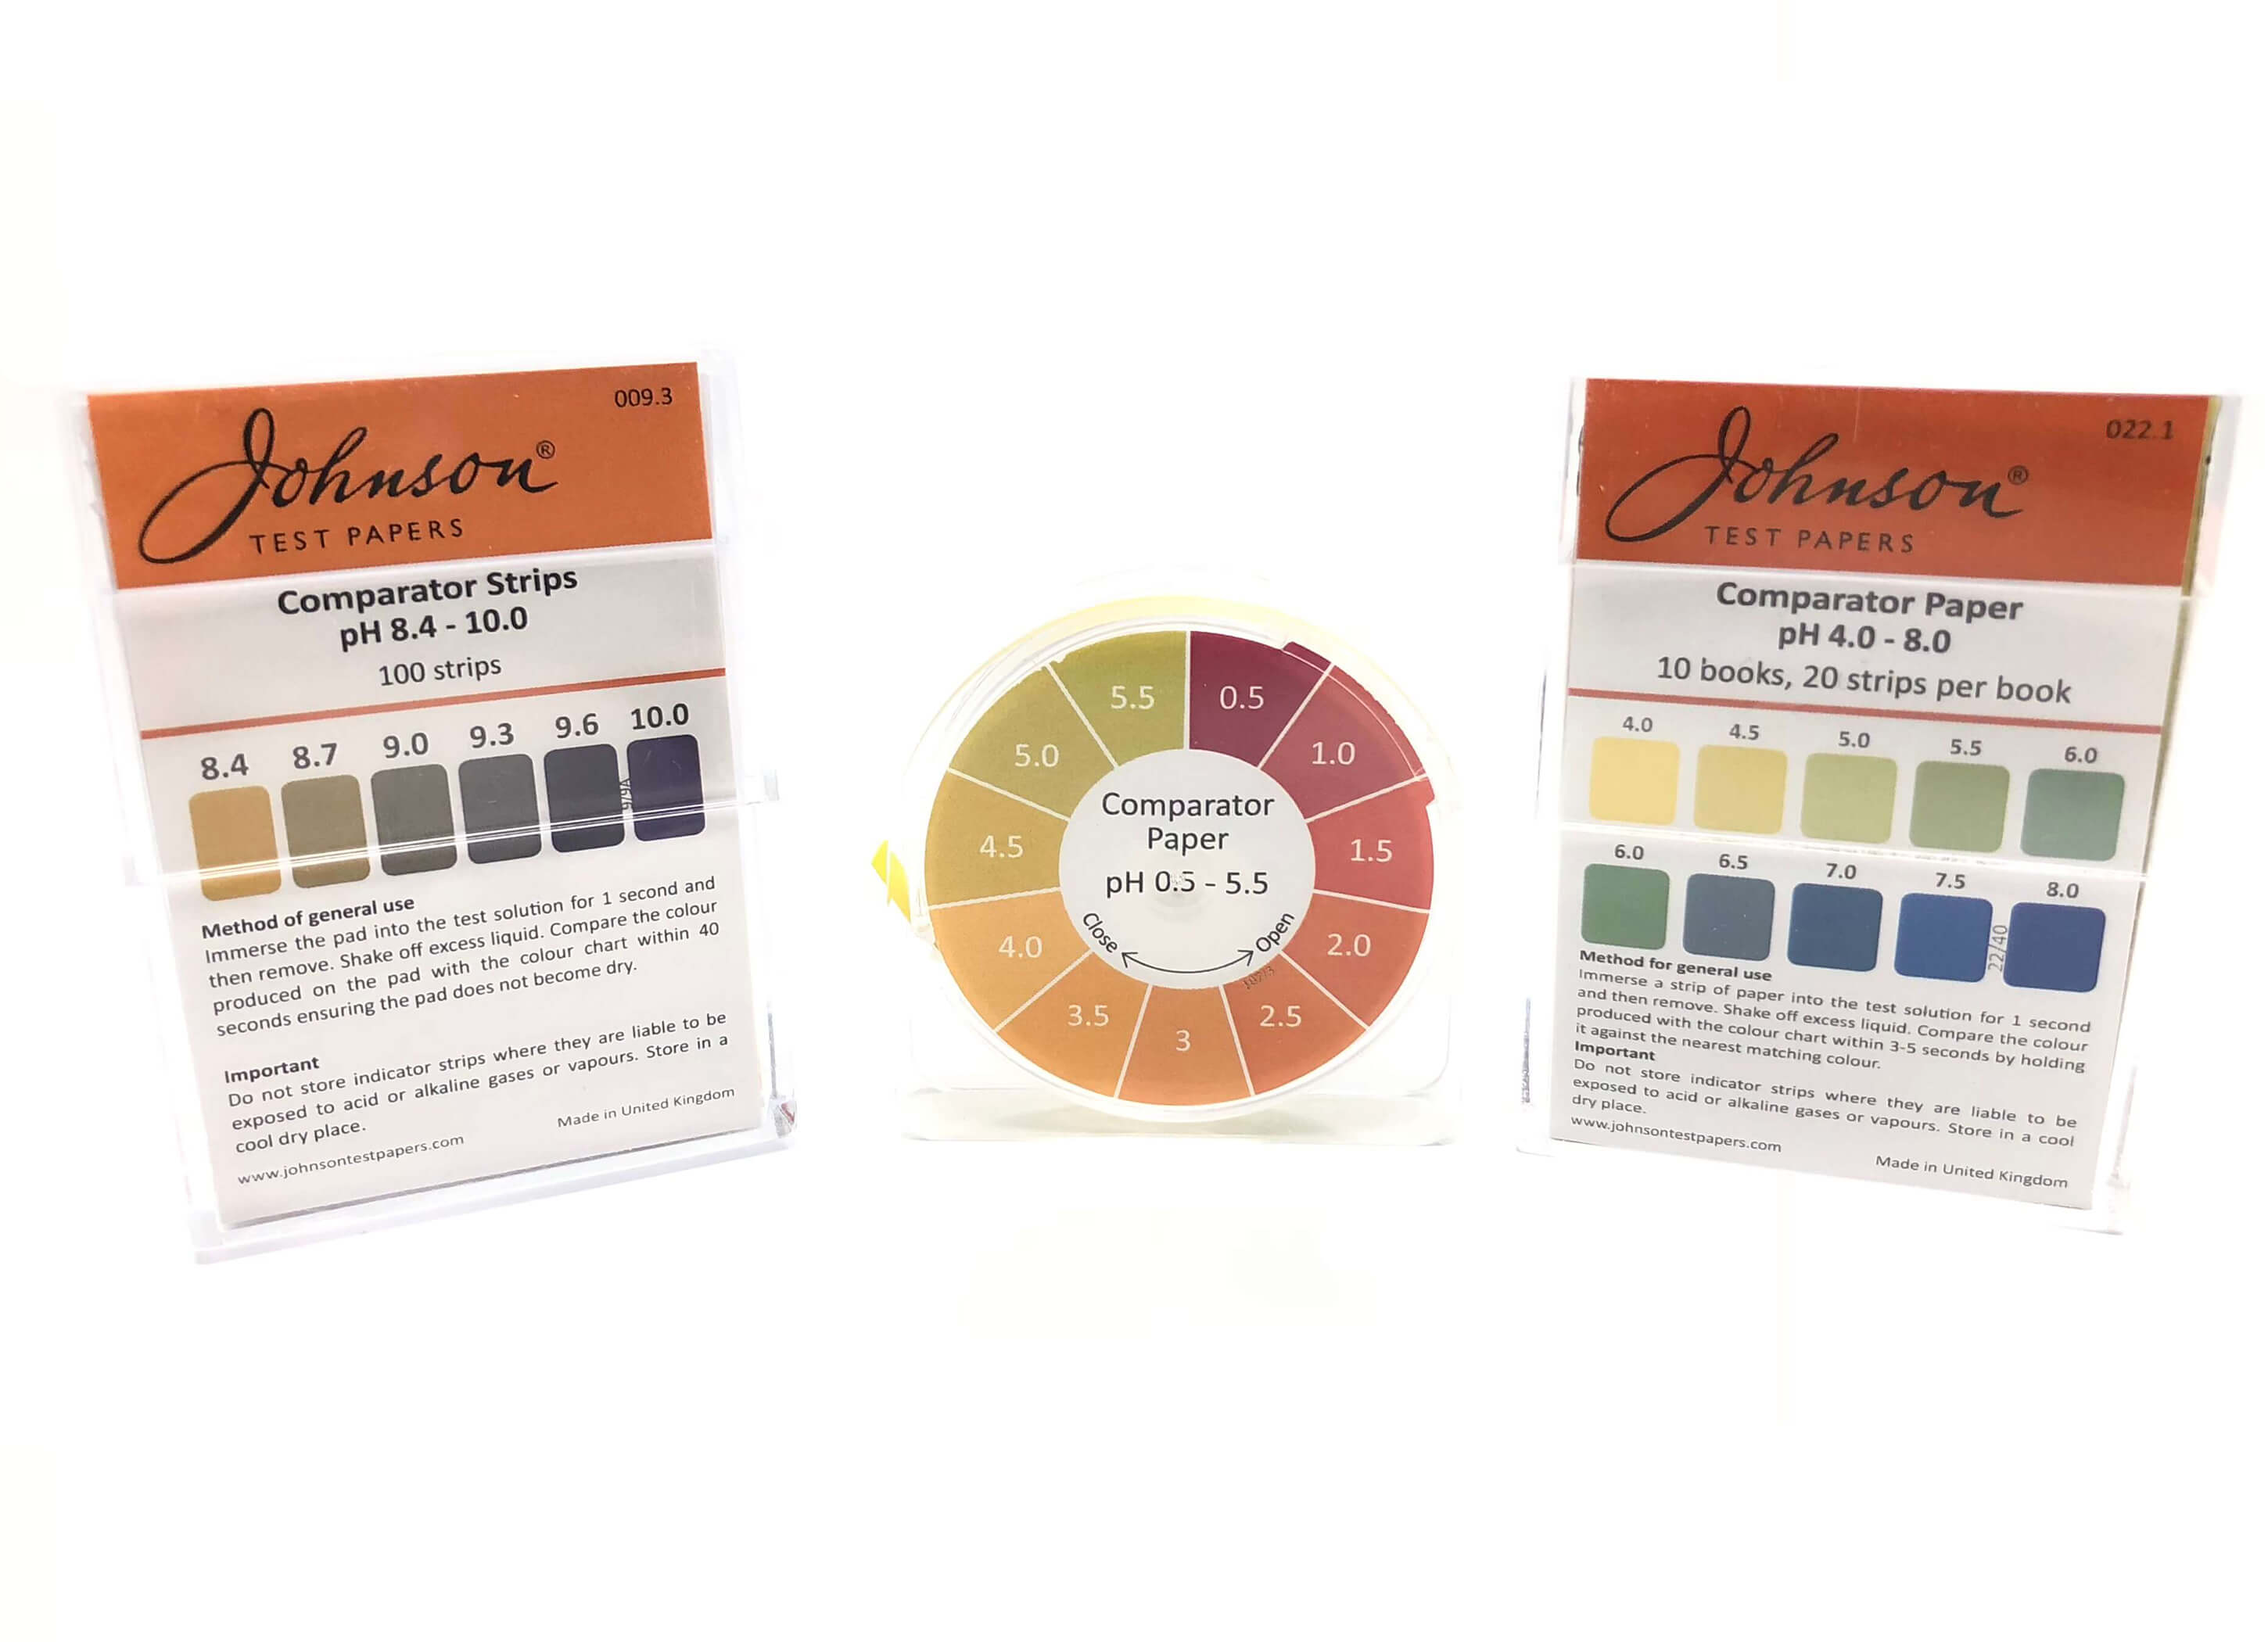 009.3
Johnson®
TEST PAPERS
Comparator Strips
pH 8.4 - 10.0
100 strips
8.4 8.7 9.0 9.3 9.6 10.0
Method of general use
Immerse the pad into the test solution for 1 second and
then remove. Shake off excess liquid. Compare the colour
produced on the pad with the colour chart within 40
seconds ensuring the pad does not become dry.
Important
Do not store indicator strips where they are liable to be
exposed to acid or alkaline gases or vapours. Store in a
cool dry place.
www.johnsontestpapers.com
Made in United Kingdom
0.5
1.0
1.5
2.0
2.5
3
3.5
4.0
4.5
5.0
5.5
Comparator
Paper
pH 0.5 - 5.5
Close
Open
022.1
Johnson®
TEST PAPERS
Comparator Paper
pH 4.0 - 8.0
10 books, 20 strips per book
4.0 4.5 5.0 5.5 6.0
6.0 6.5 7.0 7.5 8.0
22/40
Method for general use
Immerse a strip of paper into the test solution for 1 second
and then remove. Shake off excess liquid. Compare the colour
produced with the colour chart within 3-5 seconds by holding
it against the nearest matching colour.
Important
Do not store indicator strips where they are liable to be
exposed to acid or alkaline gases or vapours. Store in a cool
dry place.
www.johnsontestpapers.com
Made in United Kingdom